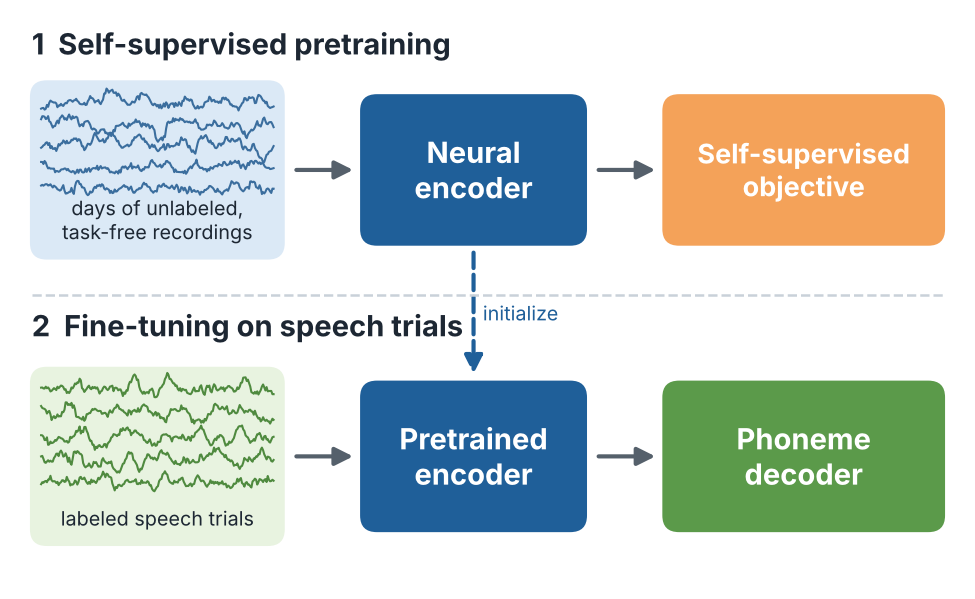 1 Self-supervised pretraining
days of unlabeled,
task-free recordings
Neural
encoder
Self-supervised
objective
initialize
2 Fine-tuning on speech trials
labeled speech trials
Pretrained
encoder
Phoneme
decoder